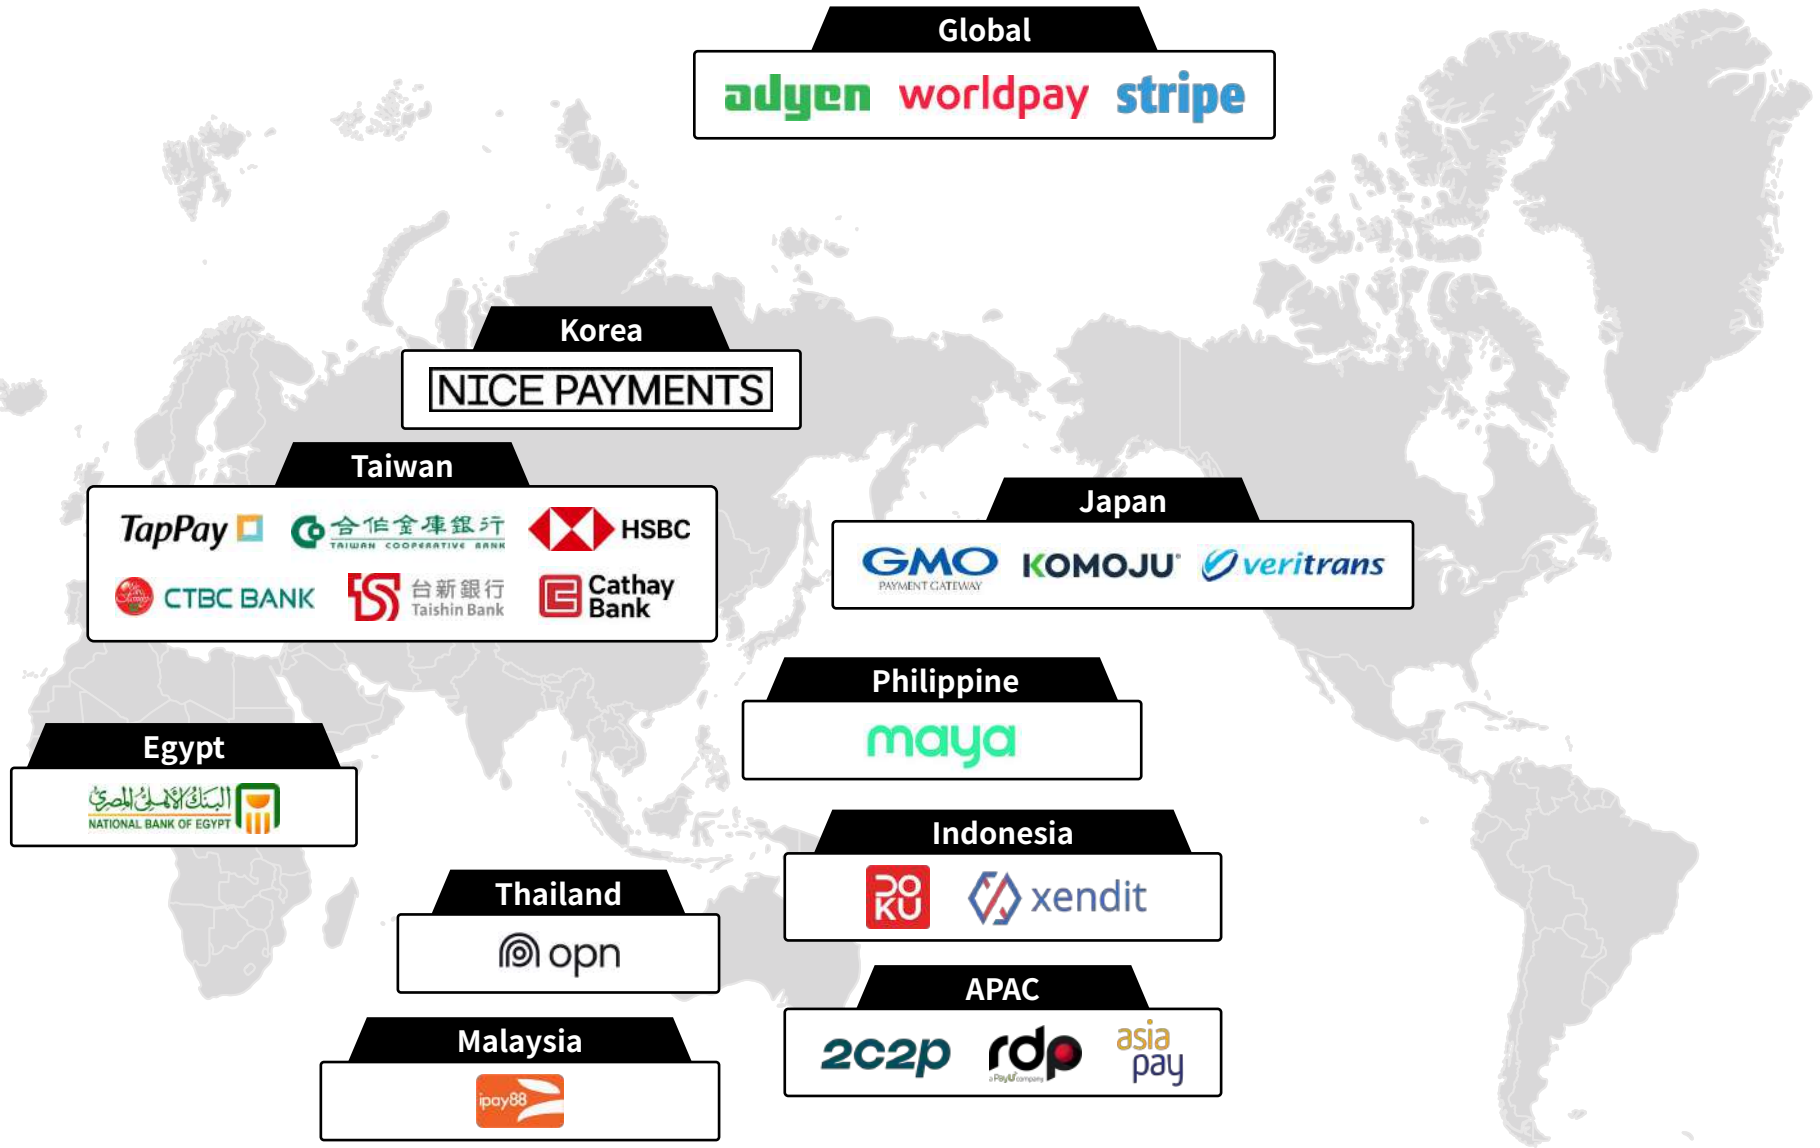 Global
adyen worldpay stripe
Korea
NICE PAYMENTS
Taiwan
TapPay 合作金庫銀行 HSBC
TAIWAN COOPERATIVE BANK
CTBC BANK 台新銀行 Cathay
Taishin Bank Bank
Japan
GMO KOMOJU veritrans
PAYMENT GATEWAY
Philippine
maya
Egypt
البنك الأهلي المصري
NATIONAL BANK OF EGYPT
Indonesia
DOKU xendit
Thailand
opn
APAC
2c2p rdp asia
a PayU company pay
Malaysia
ipay88